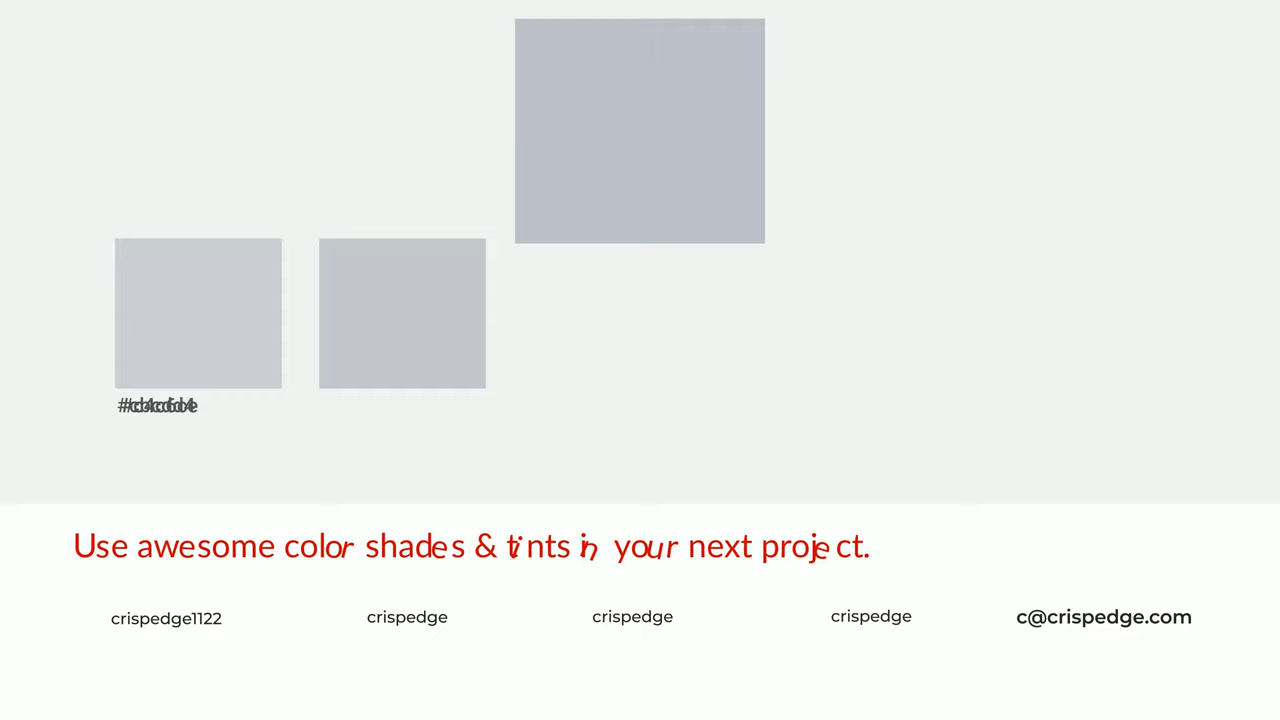 Use awesome color shades & tints in your next project.
crispedge1122 crispedge crispedge crispedge c@crispedge.com